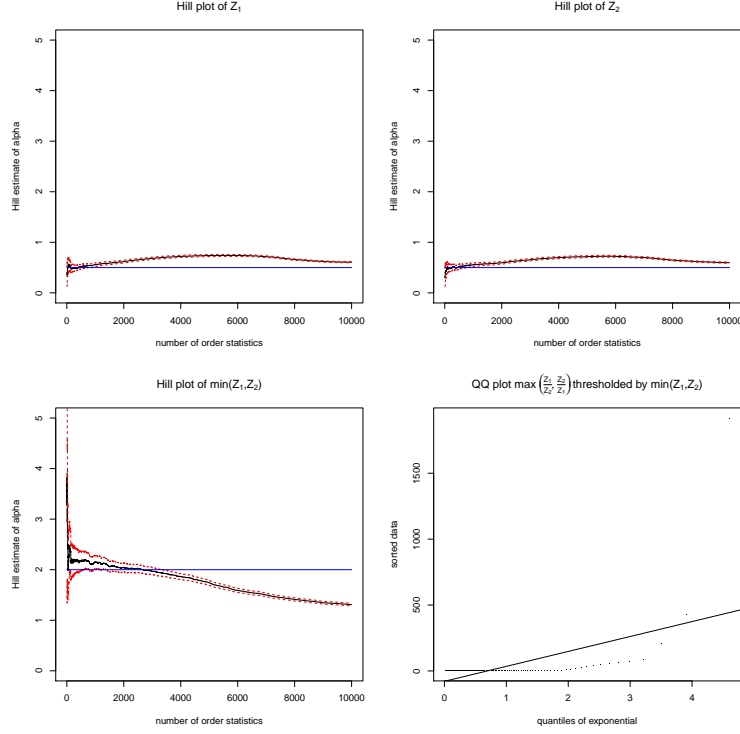 Hill plot of Z₁
Hill estimate of alpha
0 1 2 3 4 5
0 2000 4000 6000 8000 10000
number of order statistics
Hill plot of Z₂
Hill estimate of alpha
0 1 2 3 4 5
0 2000 4000 6000 8000 10000
number of order statistics
Hill plot of min(Z₁,Z₂)
Hill estimate of alpha
0 1 2 3 4 5
0 2000 4000 6000 8000 10000
number of order statistics
QQ plot max (Z₁/Z₂, Z₂/Z₁) thresholded by min(Z₁,Z₂)
sorted data
0 500 1000 1500
0 1 2 3 4
quantiles of exponential